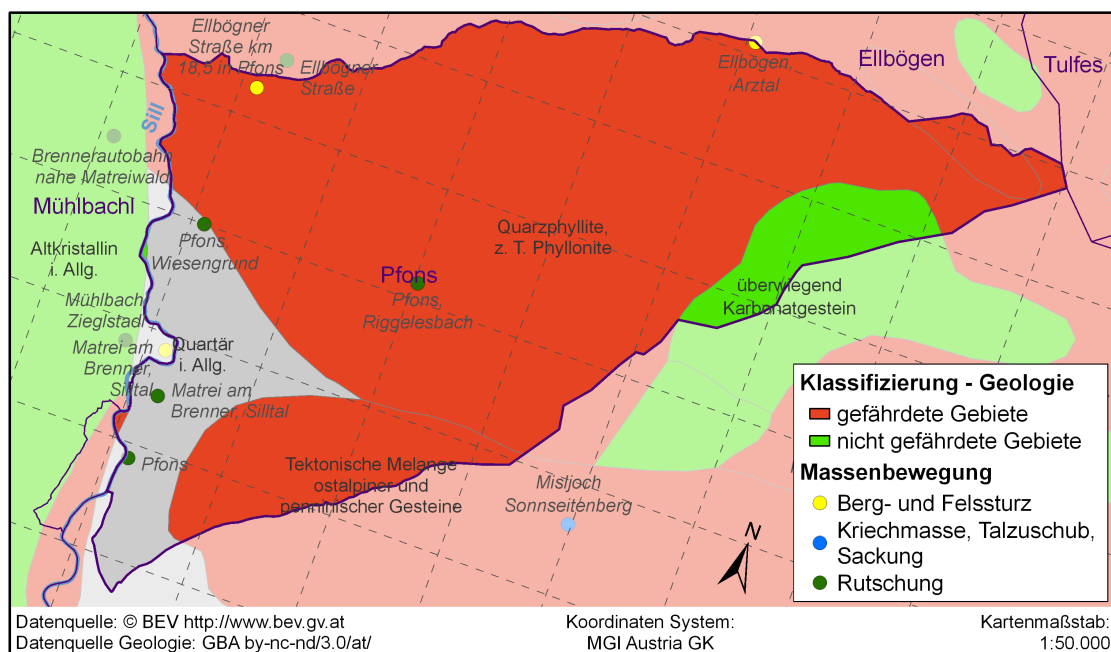 Ellbögner
Straße km
18,5 in Pfons
Ellbögner
Straße
Ellbögen,
Arztal
Ellbögen
Tulfes
Sill
Brennerautobahn
nahe Matreiwald
Mühlbachl
Pfons,
Wiesengrund
Quarzphyllite,
z. T. Phyllonite
Altkristallin
i. Allg.
Pfons
Pfons,
Riggelesbach
überwiegend
Karbonatgestein
Mühlbachl
Zieglstadl
Quartär
i. Allg.
Matrei am
Brenner,
Silltal
Matrei am
Brenner, Silltal
Pfons
Tektonische Melange
ostalpiner und
penninischer Gesteine
Misljoch
Sonnseitenberg
N
Klassifizierung - Geologie
gefährdete Gebiete
nicht gefährdete Gebiete
Massenbewegung
Berg- und Felssturz
Kriechmasse, Talzuschub,
Sackung
Rutschung
Datenquelle: © BEV http://www.bev.gv.at
Datenquelle Geologie: GBA by-nc-nd/3.0/at/
Koordinaten System:
MGI Austria GK
Kartenmaßstab:
1:50.000